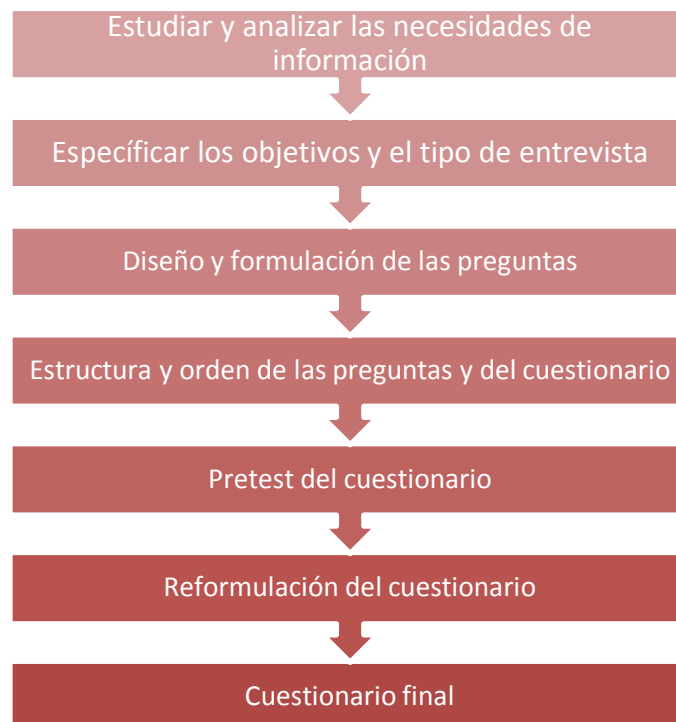 Estudiar y analizar las necesidades de
información
Específicar los objetivos y el tipo de entrevista
Diseño y formulación de las preguntas
Estructura y orden de las preguntas y del cuestionario
Pretest del cuestionario
Reformulación del cuestionario
Cuestionario final